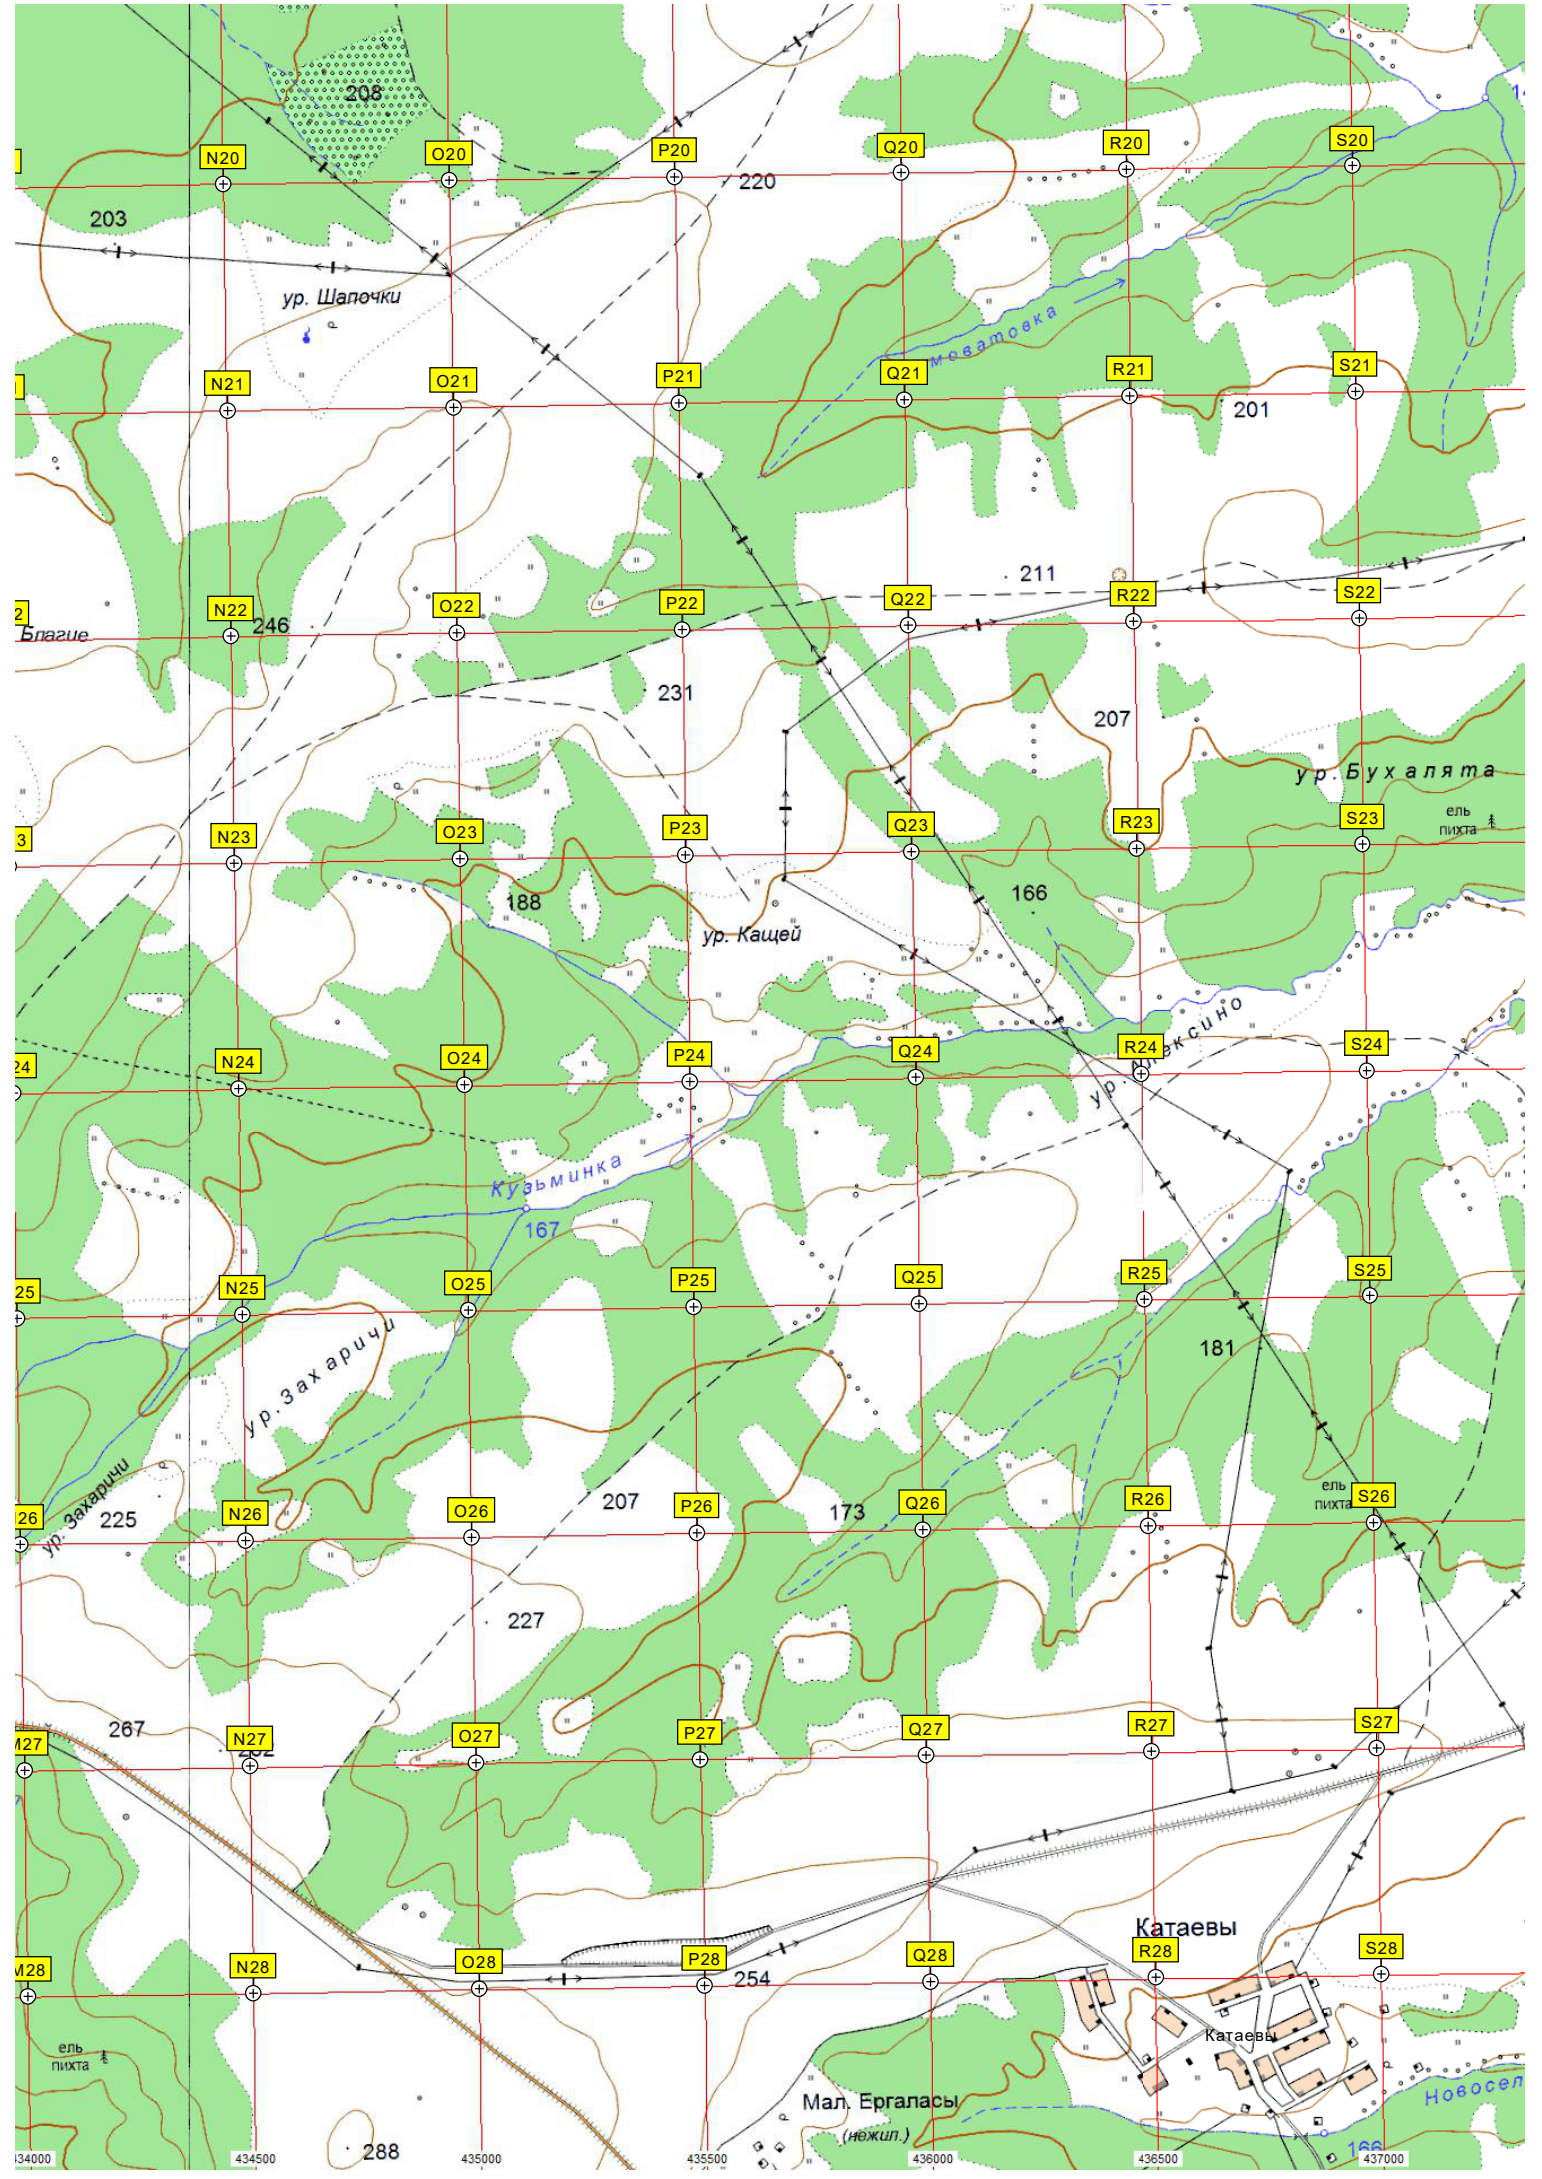 208
N20
O20
P20
Q20
R20
S20
220
203
ур. Шапочки
моватовка
N21
O21
P21
Q21
R21
S21
201
211
N22
O22
P22
Q22
R22
S22
246
Благие
231
207
ур. Бухалята
ель
пихта
N23
O23
P23
Q23
R23
S23
188
166
ур. Кащей
24
N24
O24
P24
Q24
R24
S24
Кузьминка
167
25
N25
O25
P25
Q25
R25
S25
ур. Захаричи
181
ель
пихта
ур. Захаричи
225
207
173
26
N26
O26
P26
Q26
R26
S26
227
267
M27
N27
O27
P27
Q27
R27
S27
Катаевы
M28
N28
O28
P28
Q28
R28
S28
254
Катаевы
ель
пихта
Мал. Ергаласы
(нежил.)
Новосел
166
288
434000
434500
435000
435500
436000
436500
437000